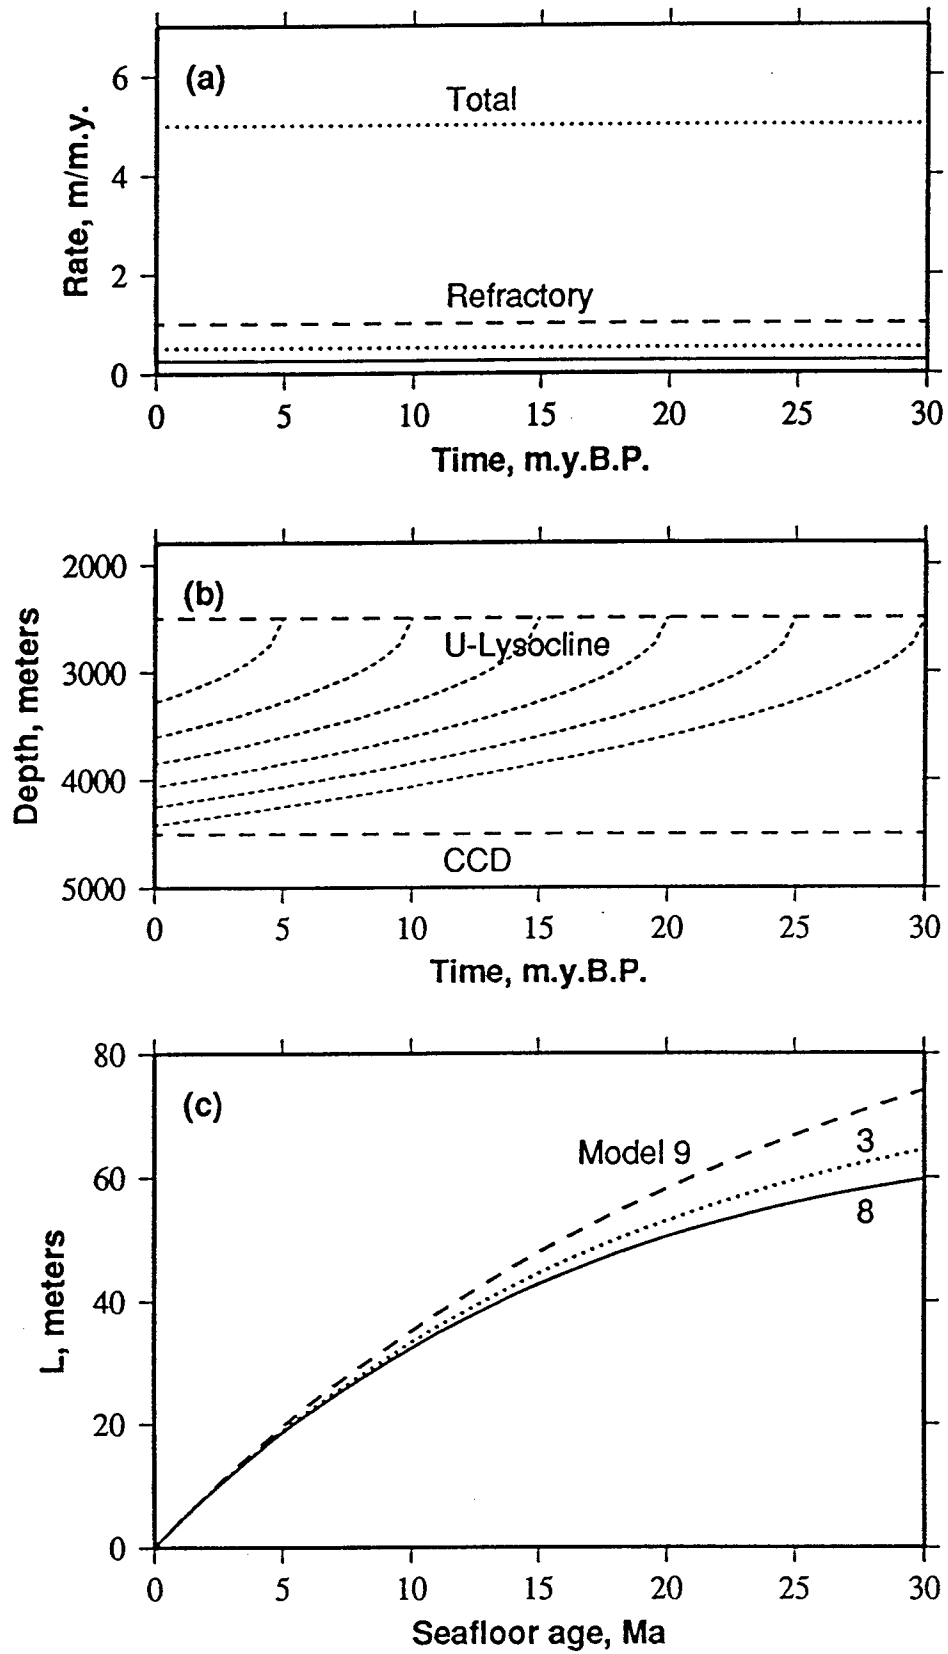 (a)
Total
Refractory
6
4
2
0
Rate, m/m.y.
0 5 10 15 20 25 30
Time, m.y.B.P.
(b)
U-Lysocline
CCD
2000
3000
4000
5000
Depth, meters
0 5 10 15 20 25 30
Time, m.y.B.P.
(c)
Model 9
3
8
80
60
40
20
0
L, meters
0 5 10 15 20 25 30
Seafloor age, Ma